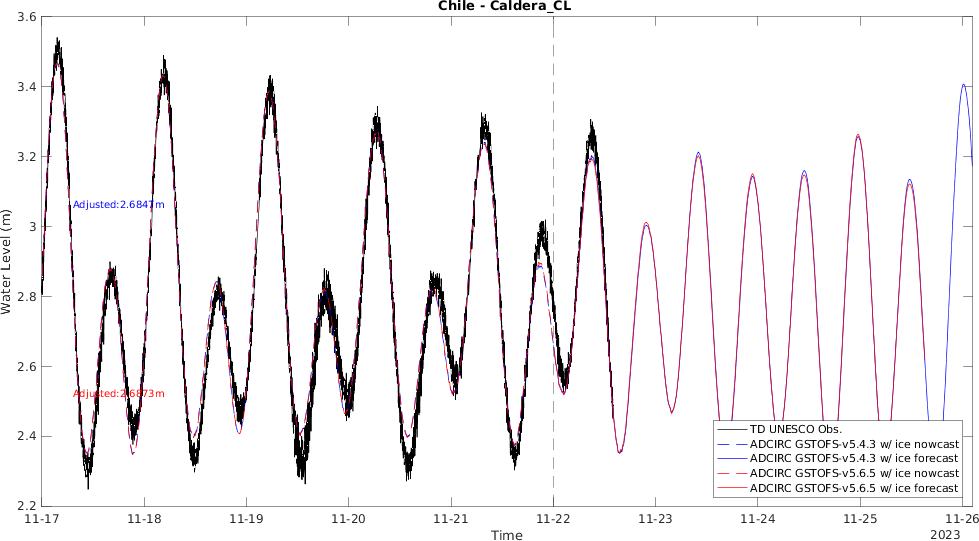 Chile - Caldera_CL
3.6
3.4
3.2
3
2.8
2.6
2.4
2.2
Water Level (m)
Adjusted:2.6847m
Adjusted:2.6873m
TD UNESCO Obs.
ADCIRC GSTOFS-v5.4.3 w/ ice nowcast
ADCIRC GSTOFS-v5.4.3 w/ ice forecast
ADCIRC GSTOFS-v5.6.5 w/ ice nowcast
ADCIRC GSTOFS-v5.6.5 w/ ice forecast
11-17 11-18 11-19 11-20 11-21 11-22 11-23 11-24 11-25 11-26
Time
2023